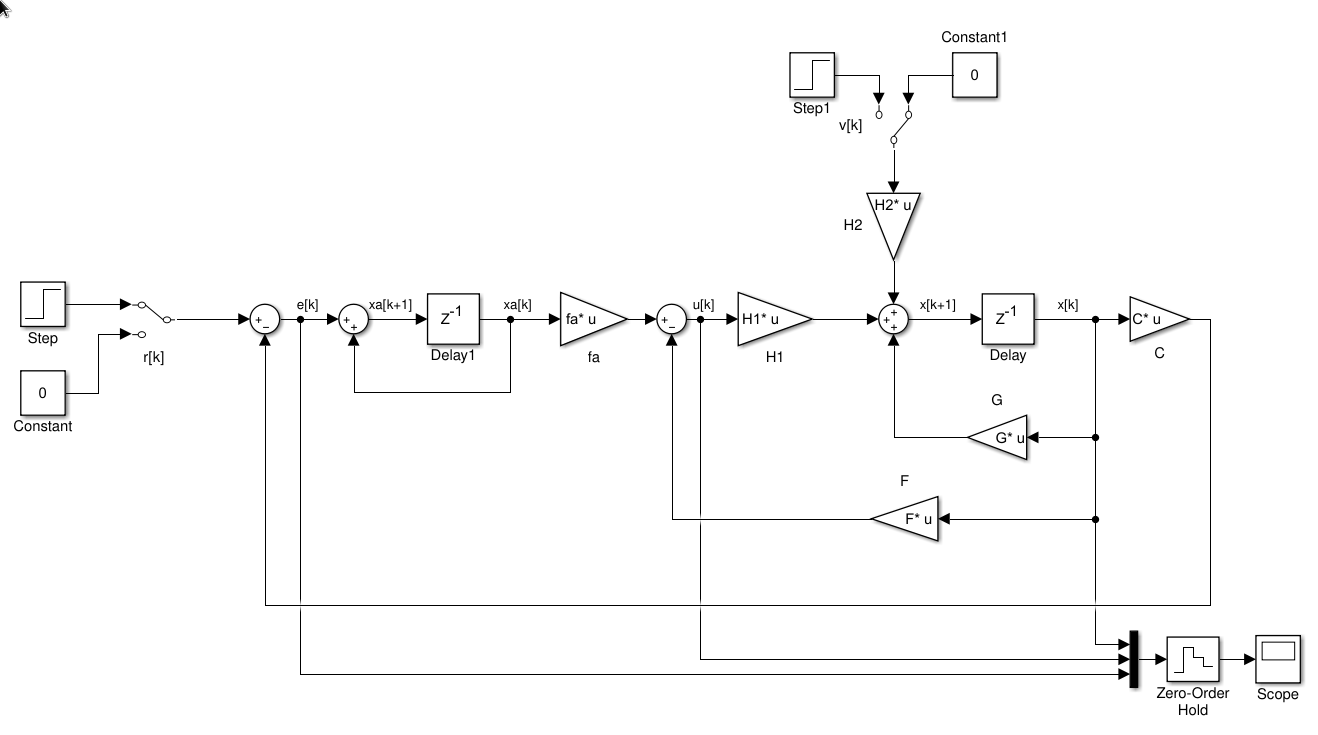 Constant1
0
Step1
v[k]
H2* u
H2
Step
r[k]
0
Constant
+
−
e[k]
+
+
xa[k+1]
Z-1
Delay1
xa[k]
fa* u
fa
+
−
u[k]
H1* u
H1
+
+
+
x[k+1]
Z-1
Delay
x[k]
C* u
C
G
G* u
F
F* u
Zero-Order
Hold
Scope